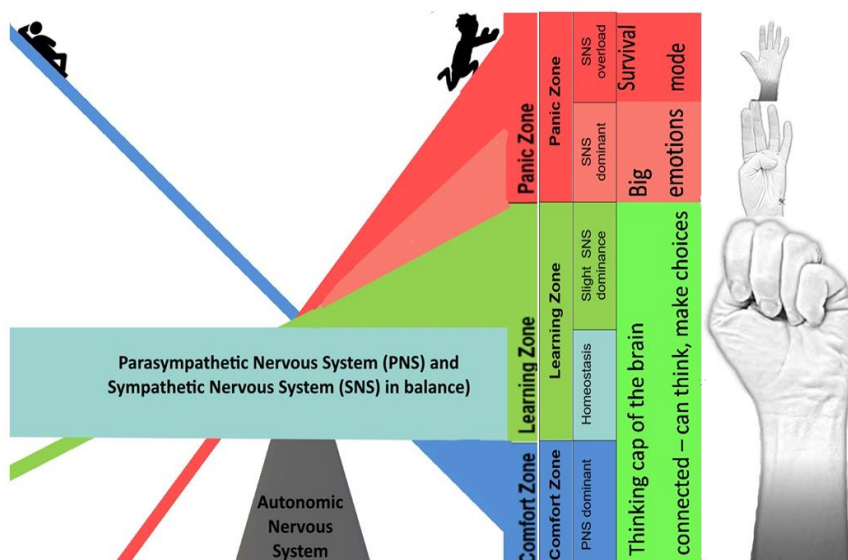 Parasympathetic Nervous System (PNS) and
Sympathetic Nervous System (SNS) in balance)
Autonomic
Nervous
System
Panic Zone
Learning Zone
Comfort Zone
Panic Zone
Learning Zone
Comfort Zone
SNS
overload
SNS
dominant
Slight SNS
dominance
Homeostasis
PNS dominant
Survival
mode
Big
emotions
Thinking cap of the brain
connected – can think, make choices